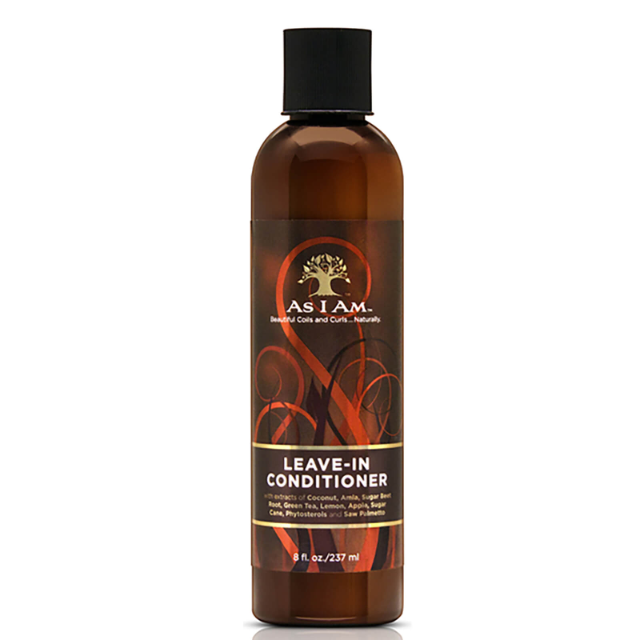 As I Am™
Beautiful Coils and Curls... Naturally.
LEAVE-IN
CONDITIONER
with extracts of Coconut, Amla, Sugar Beet
Root, Green Tea, Lemon, Apple, Sugar
Cane, Phytosterols and Saw Palmetto
8 fl. oz./237 ml